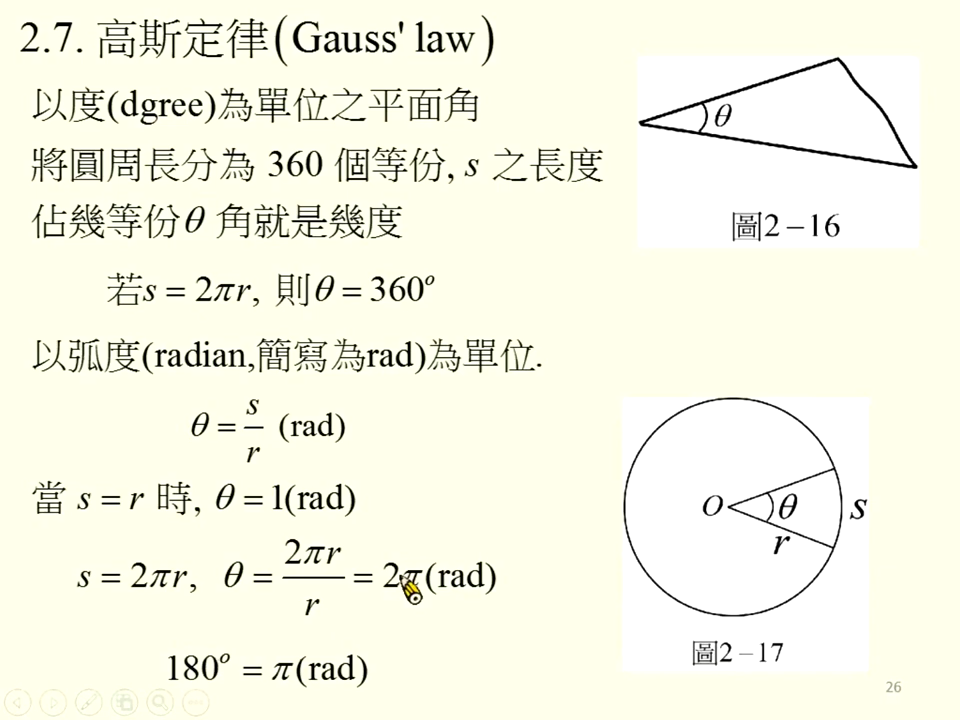 2.7. 高斯定律(Gauss' law)
以度(dgree)為單位之平面角
將圓周長分為 360 個等份, s 之長度
佔幾等份θ 角就是幾度
若s = 2πr, 則θ = 360°
以弧度(radian,簡寫為rad)為單位.
θ = s/r (rad)
當 s = r 時, θ = 1(rad)
s = 2πr, θ = 2πr/r = 2π(rad)
180° = π(rad)
θ
圖2－16
O θ s
r
圖2－17
26